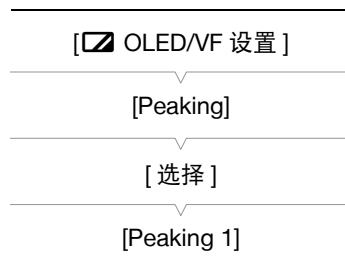 [ OLED/VF 设置 ]
[Peaking]
[ 选择 ]
[Peaking 1]